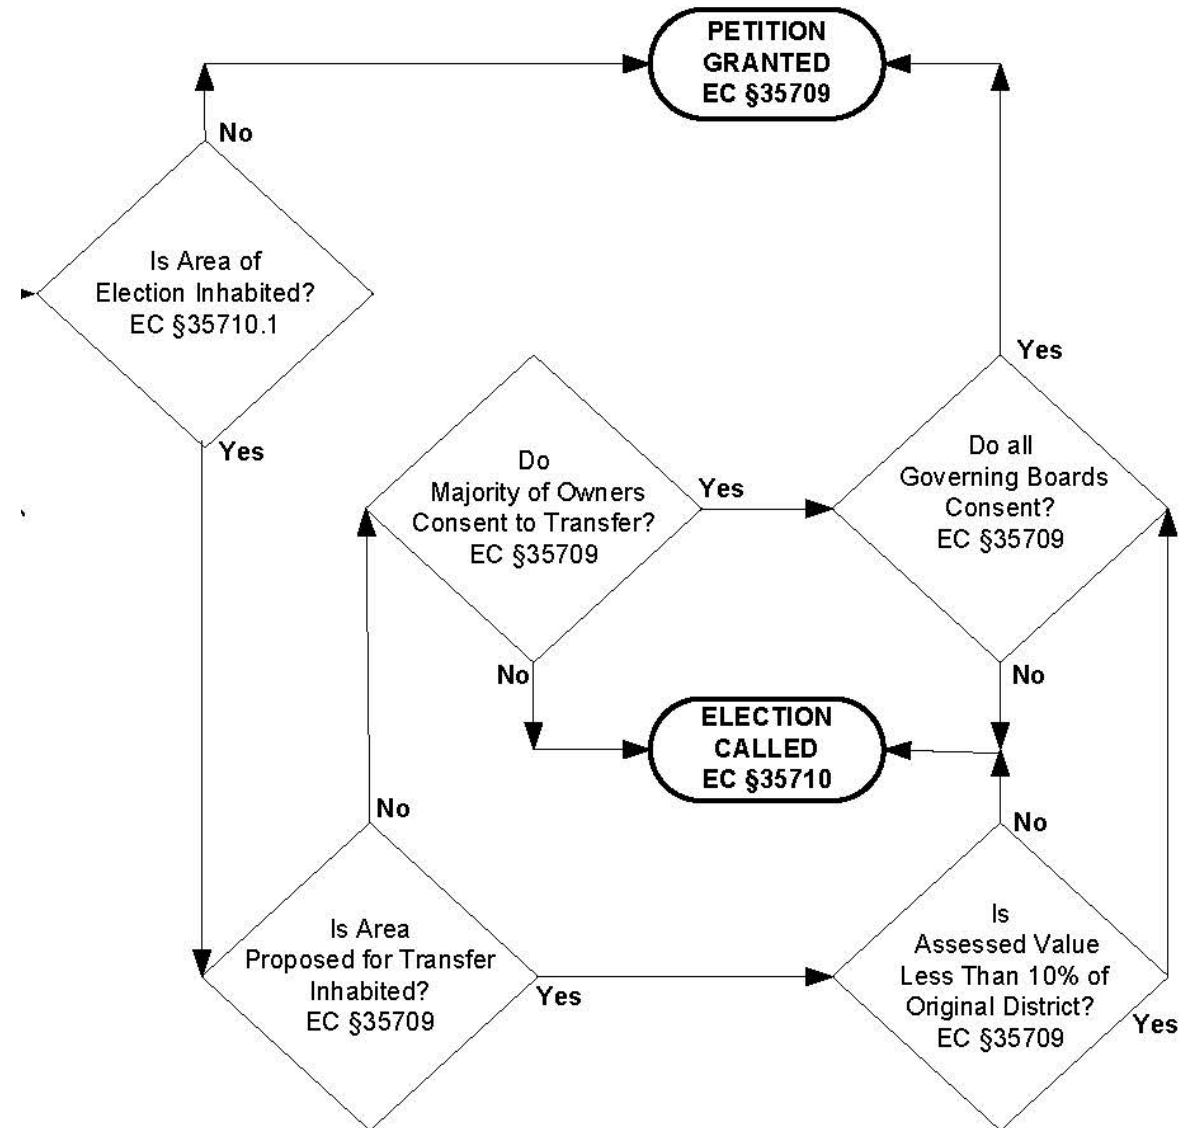 PETITION
GRANTED
EC §35709
No
Is Area of
Election Inhabited?
EC §35710.1
Yes
Yes
Do
Majority of Owners
Consent to Transfer?
EC §35709
Yes
Do all
Governing Boards
Consent?
EC §35709
No
No
ELECTION
CALLED
EC §35710
No
No
Is Area
Proposed for Transfer
Inhabited?
EC §35709
Yes
Is
Assessed Value
Less Than 10% of
Original District?
EC §35709
Yes